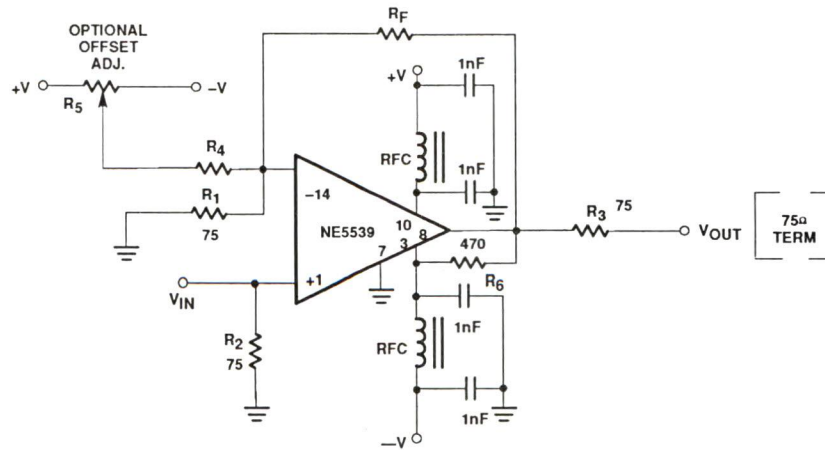 OPTIONAL
OFFSET
ADJ.
+V
R5
–V
RF
+V
1nF
RFC
1nF
R4
R1
75
–14
NE5539
10
8
3
7
+1
VIN
R2
75
470
R6
R3
75
VOUT
75Ω
TERM
1nF
RFC
1nF
–V